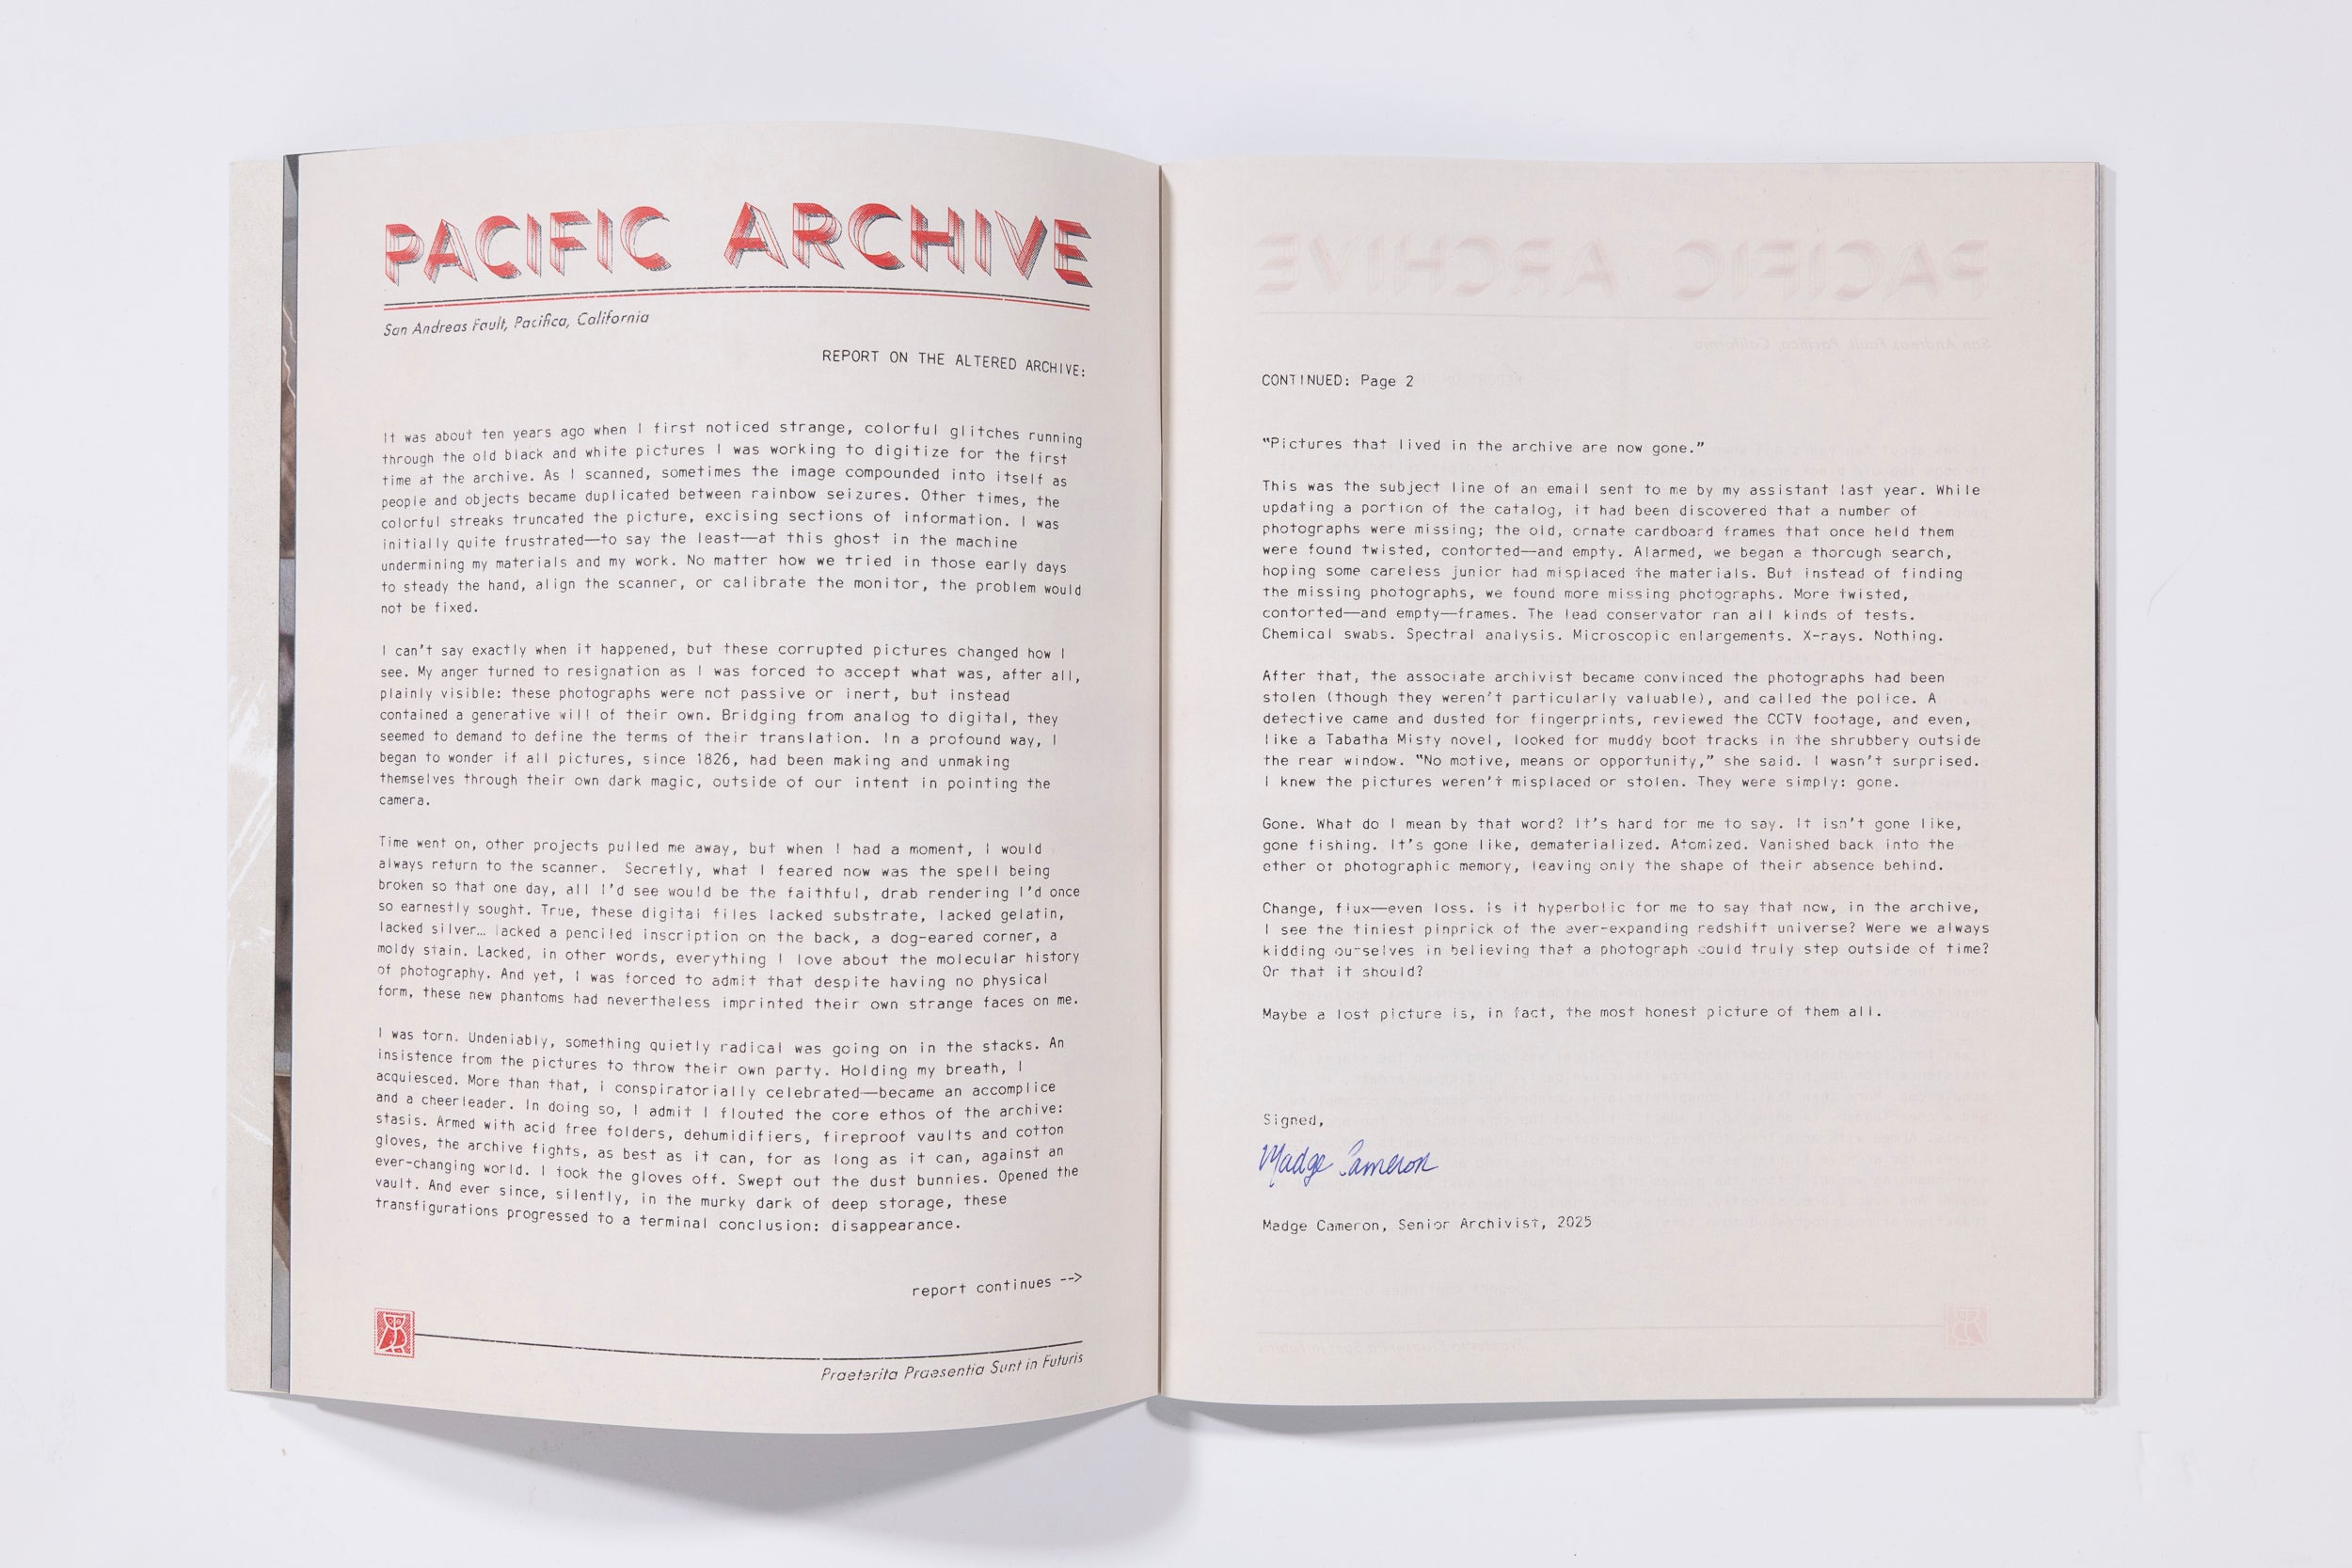 PACIFIC ARCHIVE
San Andreas Fault, Pacifica, California
REPORT ON THE ALTERED ARCHIVE:
It was about ten years ago when I first noticed strange, colorful glitches running
through the old black and white pictures I was working to digitize for the first
time at the archive. As I scanned, sometimes the image compounded into itself as
people and objects became duplicated between rainbow seizures. Other times, the
colorful streaks truncated the picture, excising sections of information. I was
initially quite frustrated—to say the least—at this ghost in the machine
undermining my materials and my work. No matter how we tried in those early days
to steady the hand, align the scanner, or calibrate the monitor, the problem would
not be fixed.
I can't say exactly when it happened, but these corrupted pictures changed how I
see. My anger turned to resignation as I was forced to accept what was, after all,
plainly visible: these photographs were not passive or inert, but instead
contained a generative will of their own. Bridging from analog to digital, they
seemed to demand to define the terms of their translation. In a profound way, I
began to wonder if all pictures, since 1826, had been making and unmaking
themselves through their own dark magic, outside of our intent in pointing the
camera.
Time went on, other projects pulled me away, but when I had a moment, I would
always return to the scanner. Secretly, what I feared now was the spell being
broken so that one day, all I'd see would be the faithful, drab rendering I'd once
so earnestly sought. True, these digital files lacked substrate, lacked gelatin,
lacked silver… lacked a penciled inscription on the back, a dog-eared corner, a
moldy stain. Lacked, in other words, everything I love about the molecular history
of photography. And yet, I was forced to admit that despite having no physical
form, these new phantoms had nevertheless imprinted their own strange faces on me.
I was torn. Undeniably, something quietly radical was going on in the stacks. An
insistence from the pictures to throw their own party. Holding my breath, I
acquiesced. More than that, i conspiratorially celebrated—became an accomplice
and a cheerleader. In doing so, I admit I flouted the core ethos of the archive:
stasis. Armed with acid free folders, dehumidifiers, fireproof vaults and cotton
gloves, the archive fights, as best as it can, for as long as it can, against an
ever-changing world. I took the gloves off. Swept out the dust bunnies. Opened the
vault. And ever since, silently, in the murky dark of deep storage, these
transfigurations progressed to a terminal conclusion: disappearance.
report continues -->
Praeterita Praesentia Sunt in Futuris
CONTINUED: Page 2
"Pictures that lived in the archive are now gone."
This was the subject line of an email sent to me by my assistant last year. While
updating a portion of the catalog, it had been discovered that a number of
photographs were missing; the old, ornate cardboard frames that once held them
were found twisted, contorted—and empty. Alarmed, we began a thorough search,
hoping some careless junior had misplaced the materials. But instead of finding
the missing photographs, we found more missing photographs. More twisted,
contorted—and empty—frames. The lead conservator ran all kinds of tests.
Chemical swabs. Spectral analysis. Microscopic enlargements. X-rays. Nothing.
After that, the associate archivist became convinced the photographs had been
stolen (though they weren't particularly valuable), and called the police. A
detective came and dusted for fingerprints, reviewed the CCTV footage, and even,
like a Tabatha Misty novel, looked for muddy boot tracks in the shrubbery outside
the rear window. "No motive, means or opportunity," she said. I wasn't surprised.
I knew the pictures weren't misplaced or stolen. They were simply: gone.
Gone. What do I mean by that word? It's hard for me to say. It isn't gone like,
gone fishing. It's gone like, dematerialized. Atomized. Vanished back into the
ether of photographic memory, leaving only the shape of their absence behind.
Change, flux—even loss. Is it hyperbolic for me to say that now, in the archive,
I see the tiniest pinprick of the ever-expanding redshift universe? Were we always
kidding ourselves in believing that a photograph could truly step outside of time?
Or that it should?
Maybe a lost picture is, in fact, the most honest picture of them all.
Signed,
Madge Cameron
Madge Cameron, Senior Archivist, 2025